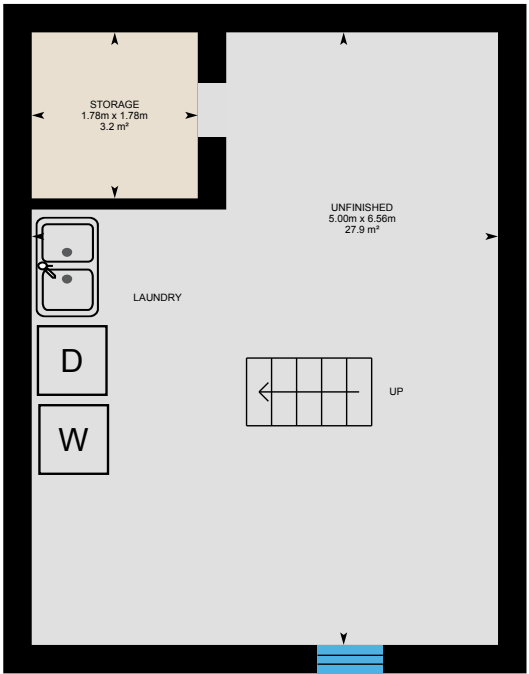 STORAGE
1.78m x 1.78m
3.2 m²
UNFINISHED
5.00m x 6.56m
27.9 m²
LAUNDRY
D
UP
W